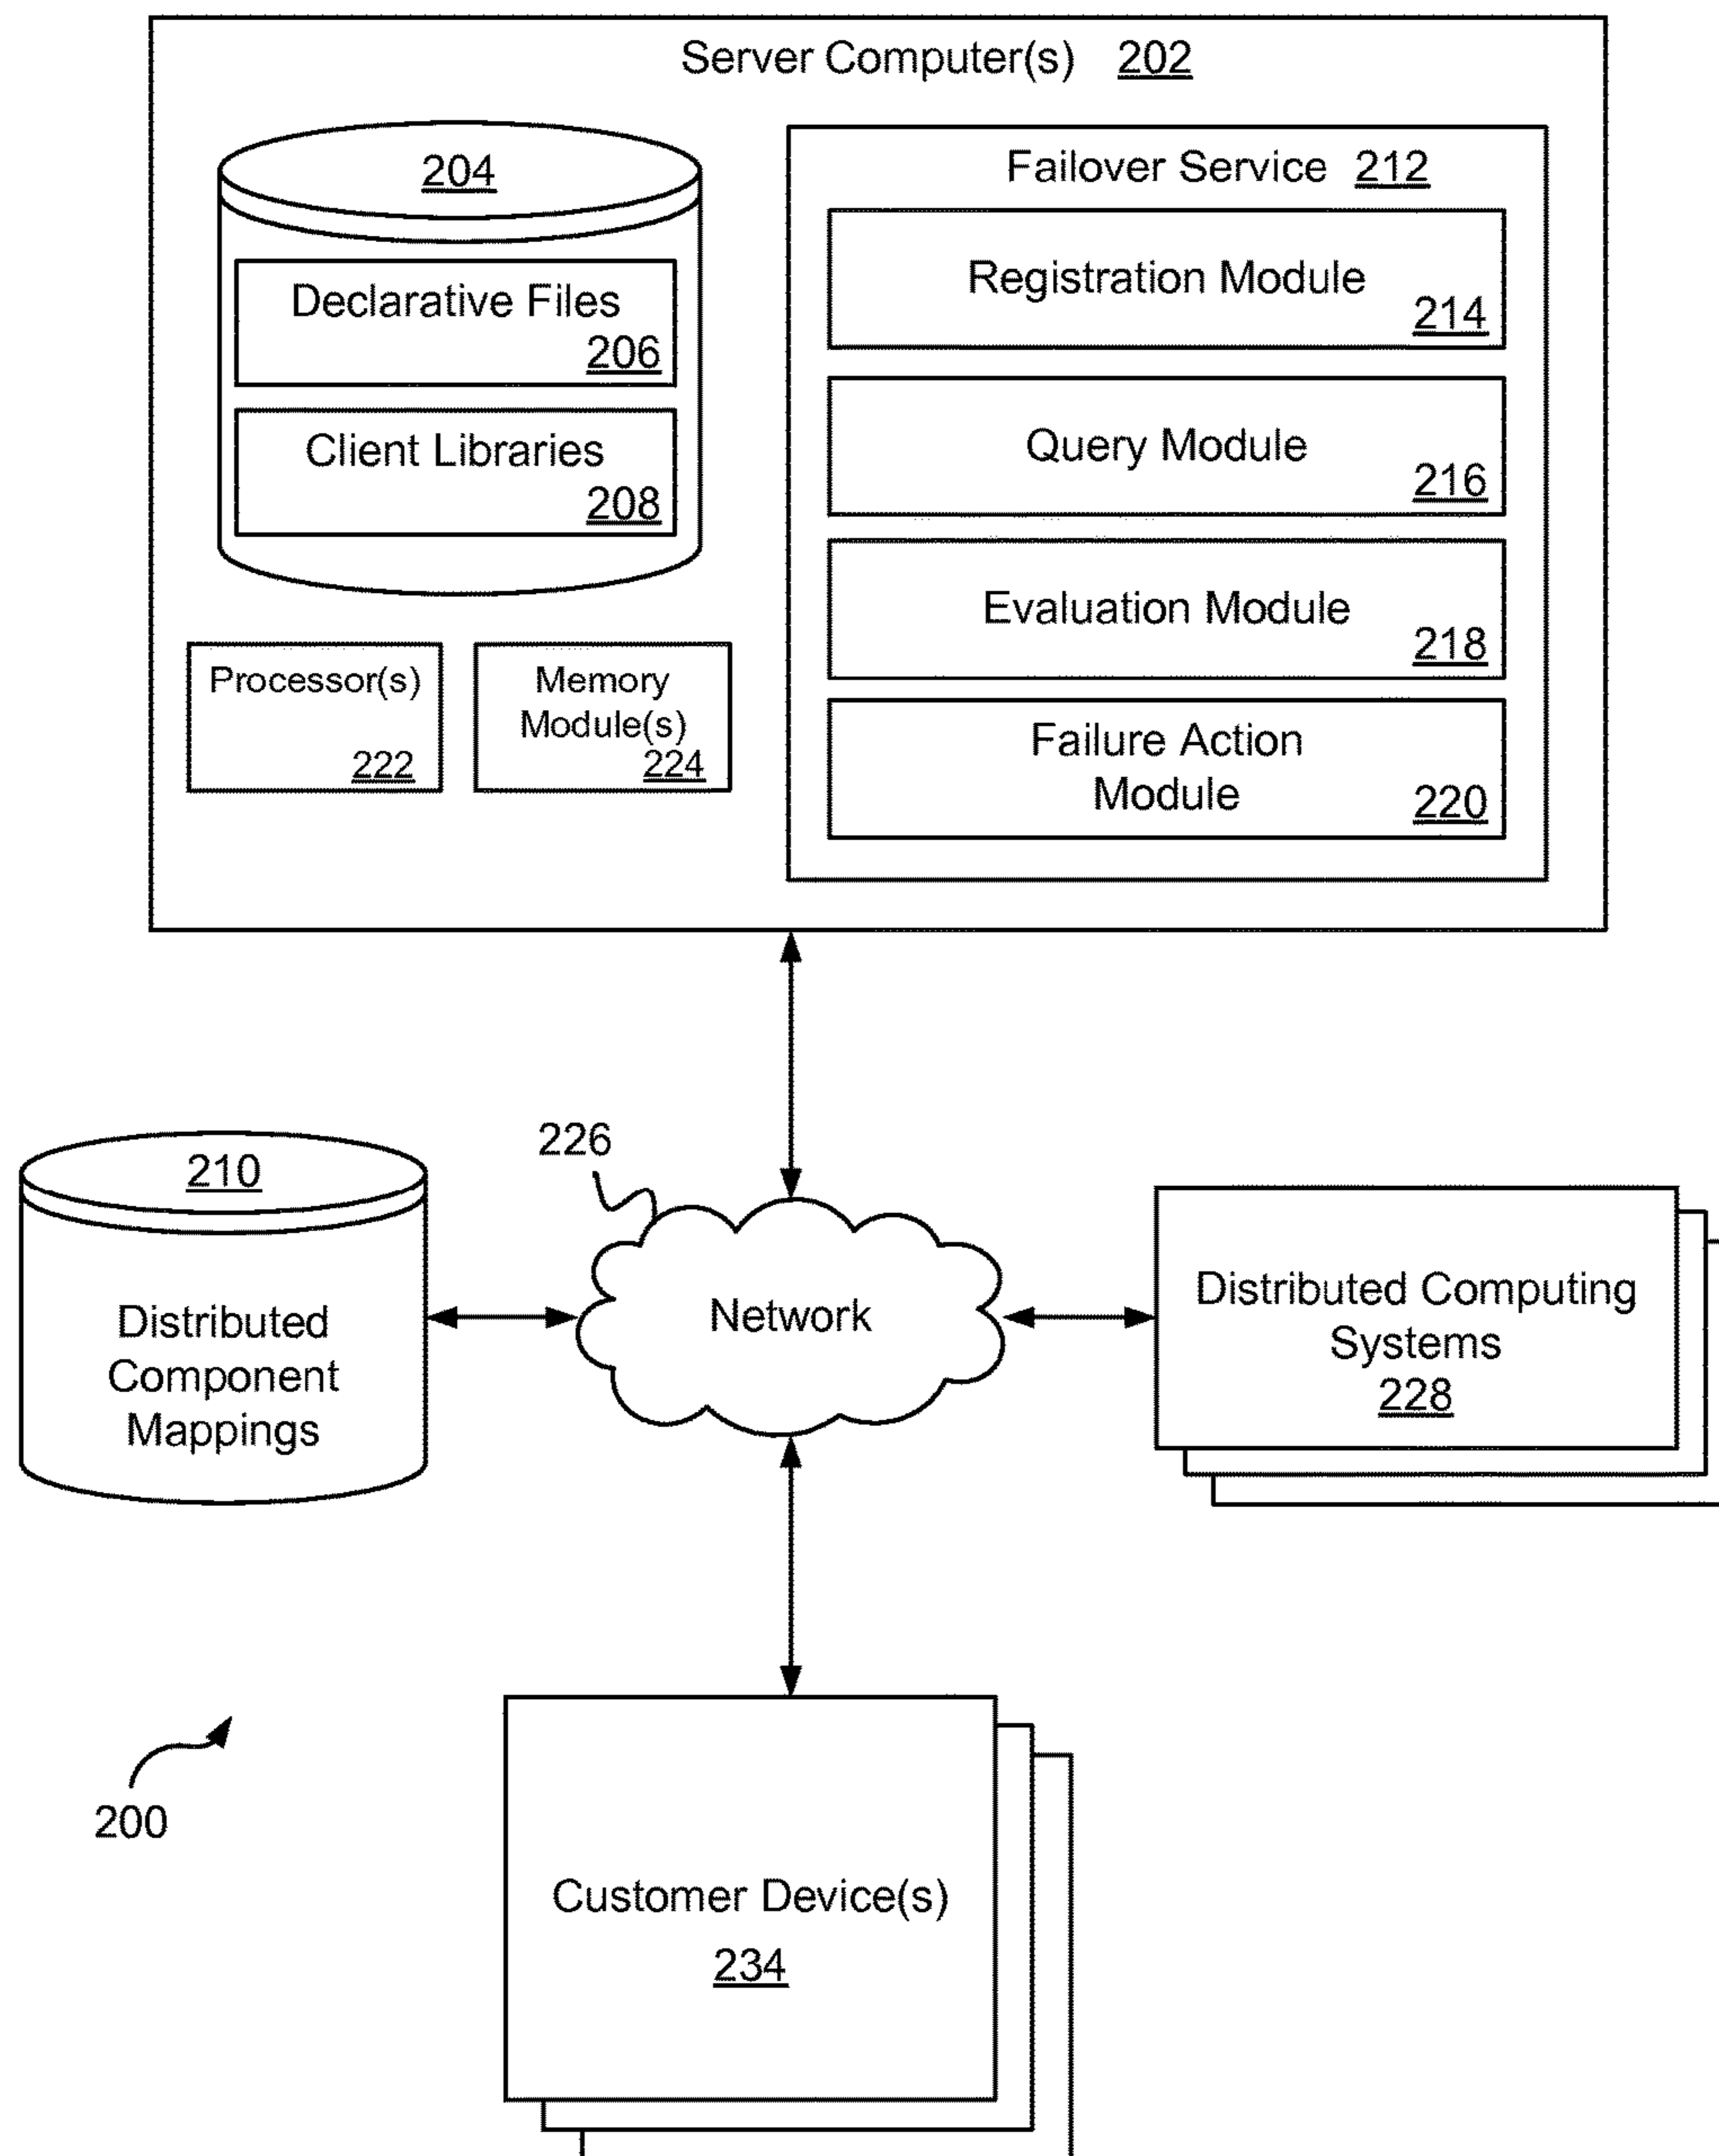 Server Computer(s) 202
204
Declarative Files
206
Client Libraries
208
Processor(s)
222
Memory
Module(s)
224
Failover Service 212
Registration Module
214
Query Module
216
Evaluation Module
218
Failure Action
Module
220
226
210
Distributed
Component
Mappings
Network
Distributed Computing
Systems
228
200
Customer Device(s)
234